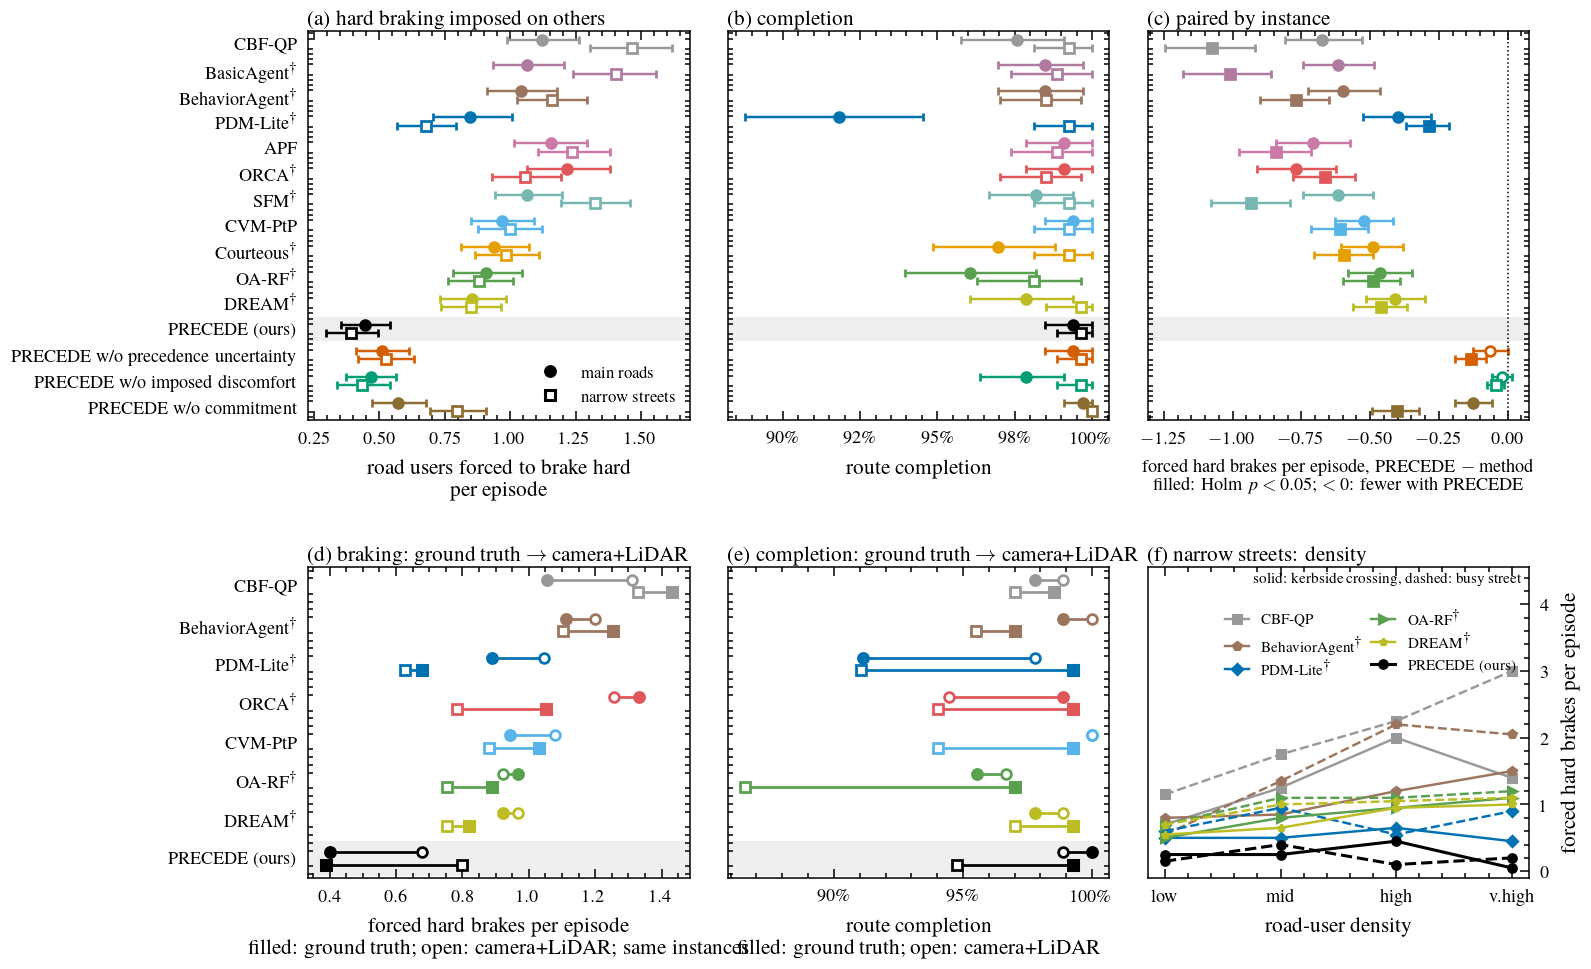 (a) hard braking imposed on others
CBF-QP
BasicAgent†
BehaviorAgent†
PDM-Lite†
APF
ORCA†
SFM†
CVM-PtP
Courteous†
OA-RF†
DREAM†
PRECEDE (ours)
PRECEDE w/o precedence uncertainty
PRECEDE w/o imposed discomfort
PRECEDE w/o commitment
main roads
narrow streets
0.25 0.50 0.75 1.00 1.25 1.50
road users forced to brake hard
per episode
(b) completion
90% 92% 95% 98% 100%
route completion
(c) paired by instance
−1.25 −1.00 −0.75 −0.50 −0.25 0.00
forced hard brakes per episode, PRECEDE − method
filled: Holm p < 0.05; < 0: fewer with PRECEDE
(d) braking: ground truth → camera+LiDAR
CBF-QP
BehaviorAgent†
PDM-Lite†
ORCA†
CVM-PtP
OA-RF†
DREAM†
PRECEDE (ours)
0.4 0.6 0.8 1.0 1.2 1.4
forced hard brakes per episode
filled: ground truth; open: camera+LiDAR; same instances
(e) completion: ground truth → camera+LiDAR
90% 95% 100%
route completion
filled: ground truth; open: camera+LiDAR
(f) narrow streets: density
solid: kerbside crossing, dashed: busy street
CBF-QP
BehaviorAgent†
PDM-Lite†
OA-RF†
DREAM†
PRECEDE (ours)
4
3
2
1
0
forced hard brakes per episode
low mid high v.high
road-user density